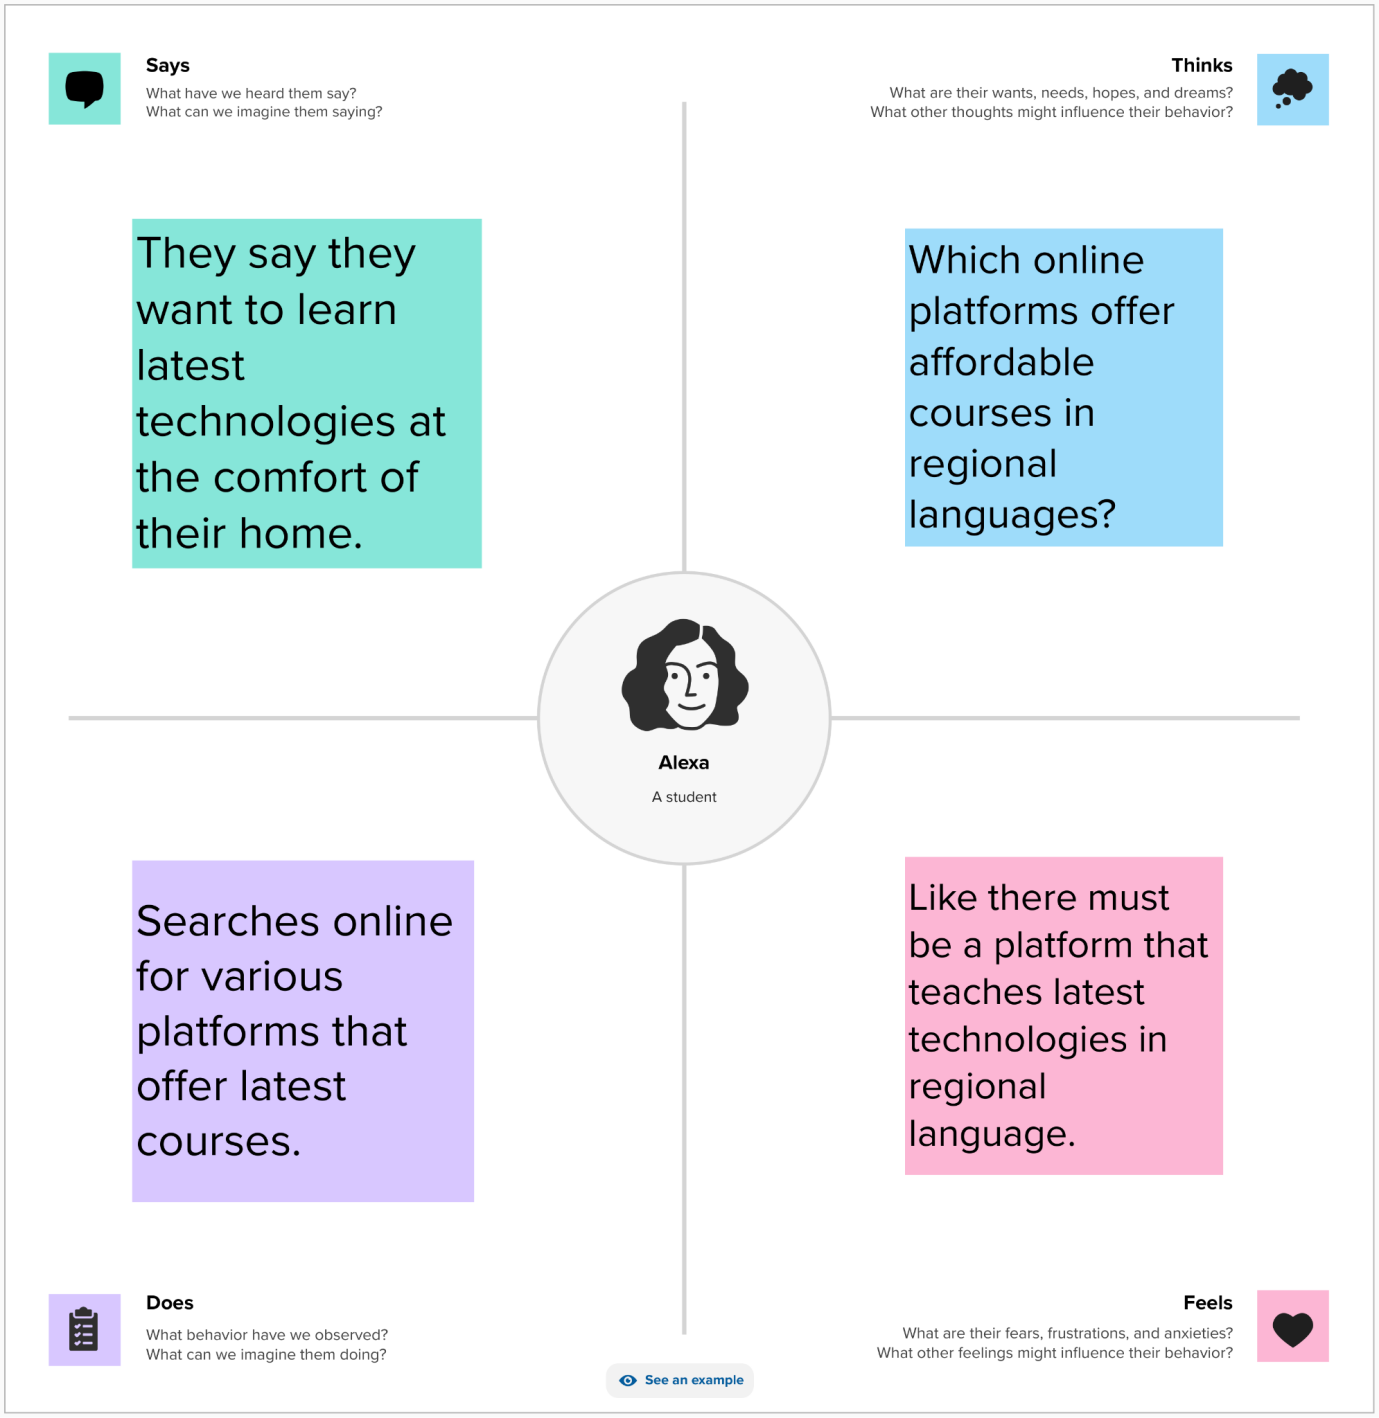 Says
What have we heard them say?
What can we imagine them saying?
Thinks
What are their wants, needs, hopes, and dreams?
What other thoughts might influence their behavior?
They say they
want to learn
latest
technologies at
the comfort of
their home.
Which online
platforms offer
affordable
courses in
regional
languages?
Alexa
A student
Searches online
for various
platforms that
offer latest
courses.
Like there must
be a platform that
teaches latest
technologies in
regional
language.
Does
What behavior have we observed?
What can we imagine them doing?
Feels
What are their fears, frustrations, and anxieties?
What other feelings might influence their behavior?
See an example